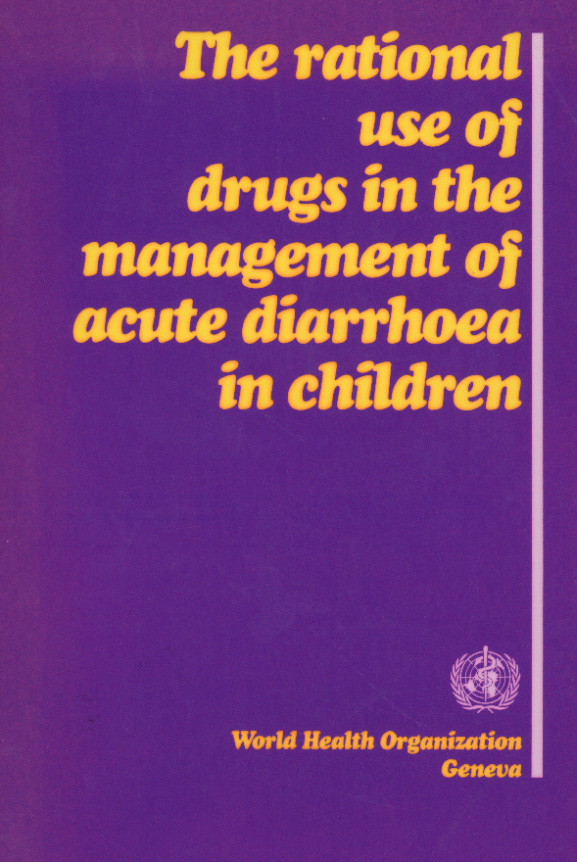 The rational
use of
drugs in the
management of
acute diarrhoea
in children
World Health Organization
Geneva